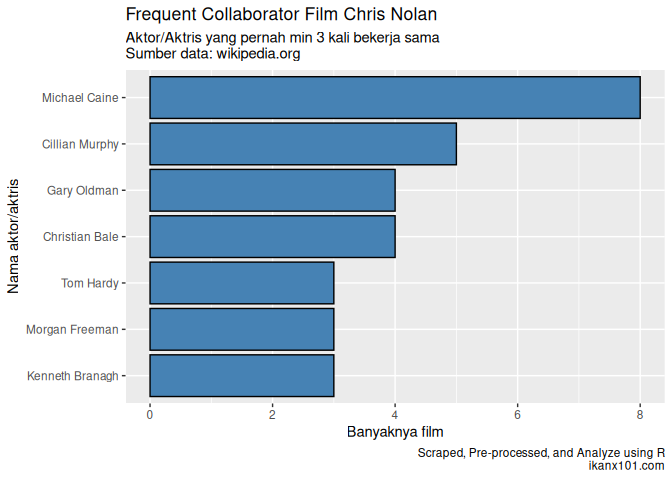 Frequent Collaborator Film Chris Nolan
Aktor/Aktris yang pernah min 3 kali bekerja sama
Sumber data: wikipedia.org
Nama aktor/aktris
Michael Caine
Cillian Murphy
Gary Oldman
Christian Bale
Tom Hardy
Morgan Freeman
Kenneth Branagh
0 2 4 6 8
Banyaknya film
Scraped, Pre-processed, and Analyze using R
ikanx101.com